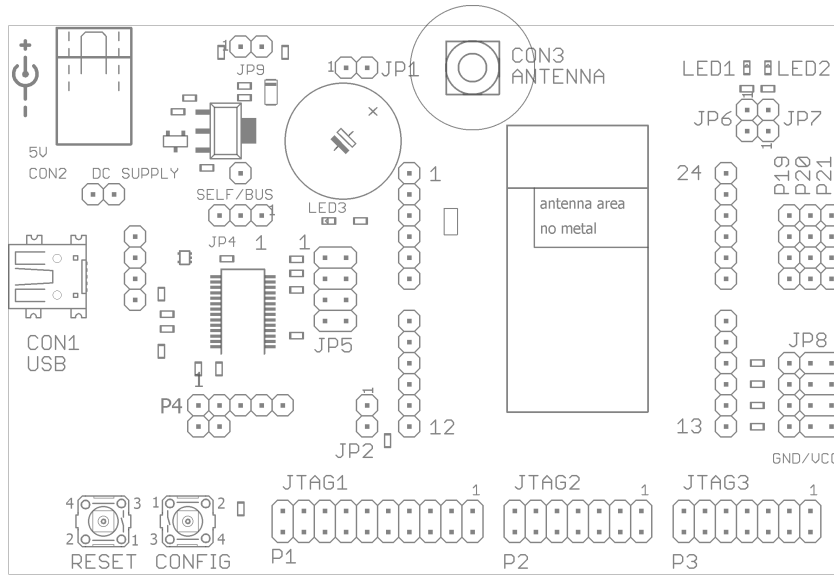 +
-
5V
CON2
DC SUPPLY
1
JP9
1
JP1
CON3
ANTENNA
LED1
LED2
1
JP6
JP7
1
P19
P20
P21
SELF/BUS
1
JP4
1
LED3
1
1
24
antenna area
no metal
CON1
USB
1
JP5
JP8
P4
1
JP2
12
13
GND/VCC
4
3
2
1
RESET
1
2
3
4
CONFIG
JTAG1
1
P1
JTAG2
1
P2
JTAG3
1
P3